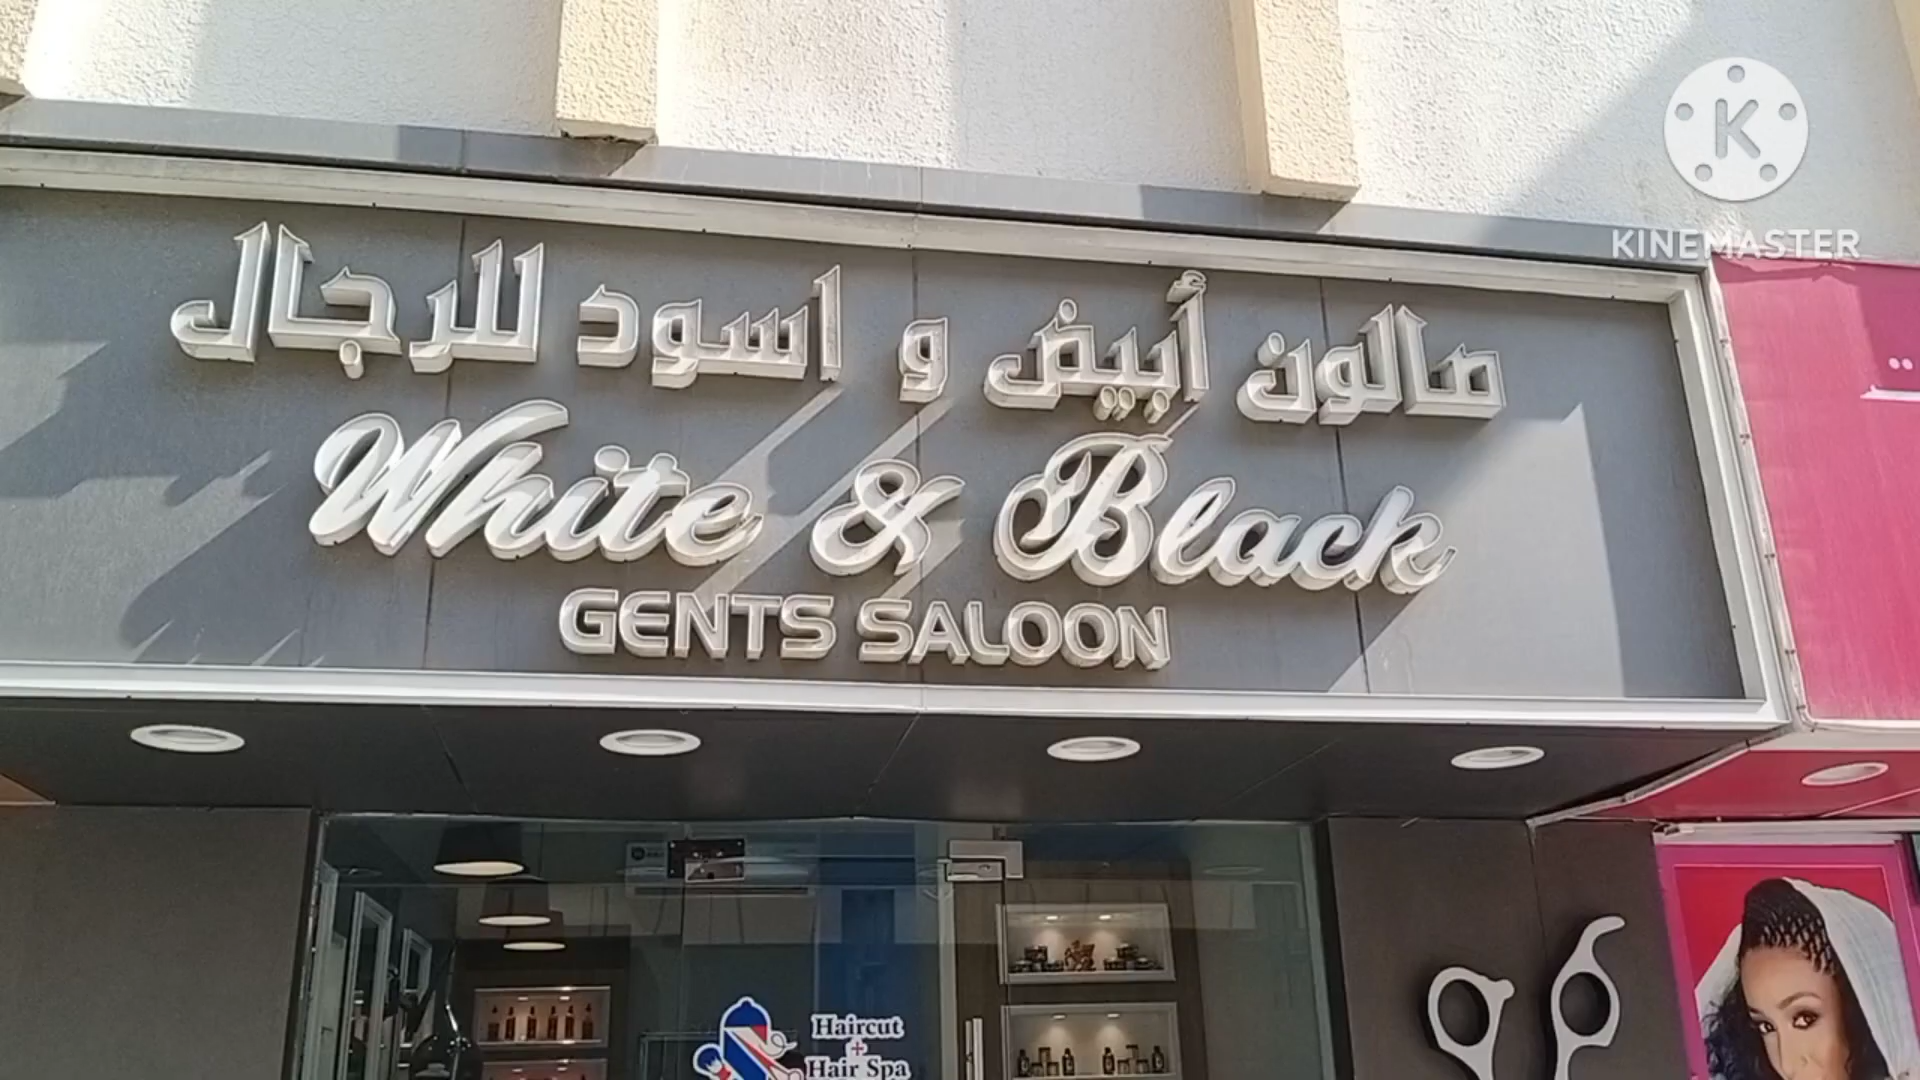 صالون أبيض و اسود للرجال
White & Black
GENTS SALOON
K
KINEMASTER
Haircut
+
Hair Spa